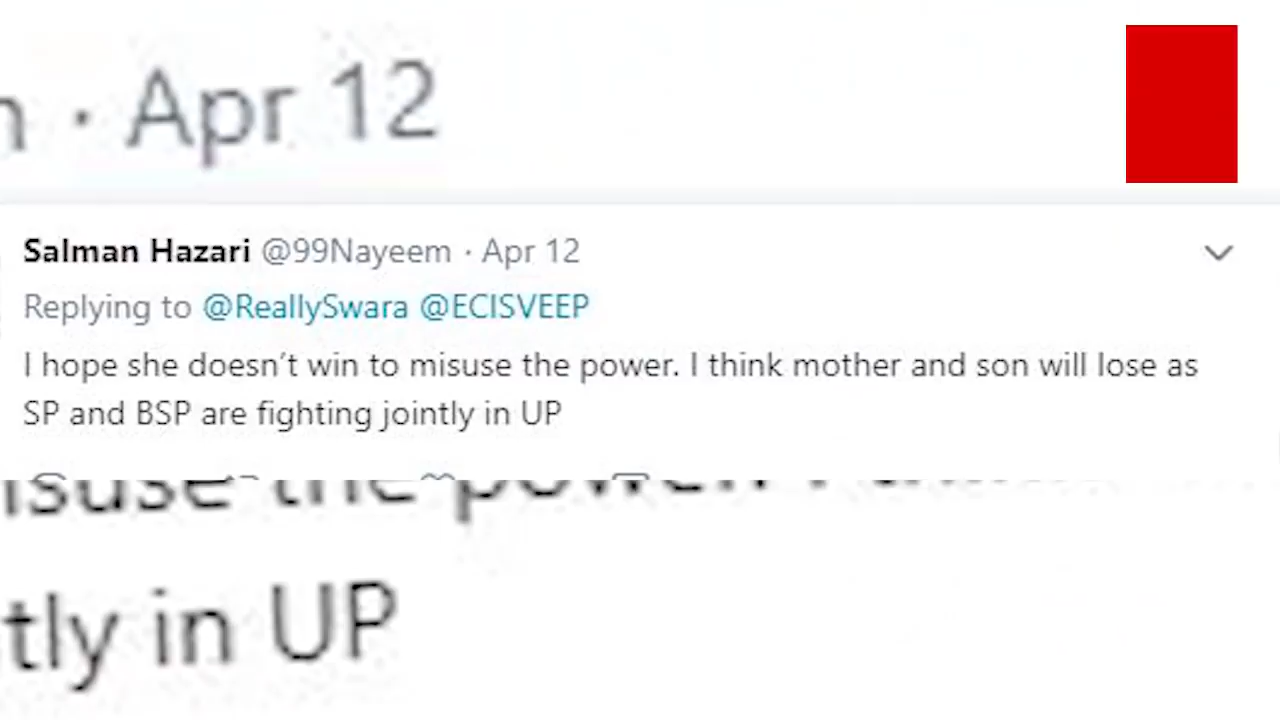 · Apr 12
Salman Hazari @99Nayeem · Apr 12
Replying to @ReallySwara @ECISVEEP
I hope she doesn’t win to misuse the power. I think mother and son will lose as
SP and BSP are fighting jointly in UP
the
in UP